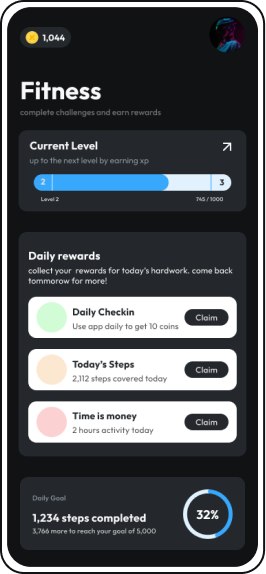 1,044
Fitness
complete challenges and earn rewards
Current Level
up to the next level by earning xp
2
3
Level 2
745 / 1000
Daily rewards
collect your rewards for today's hardwork. come back
tommorow for more!
Daily Checkin
Use app daily to get 10 coins
Claim
Today's Steps
2,112 steps covered today
Claim
Time is money
2 hours activity today
Claim
Daily Goal
1,234 steps completed
3,766 more to reach your goal of 5,000
32%